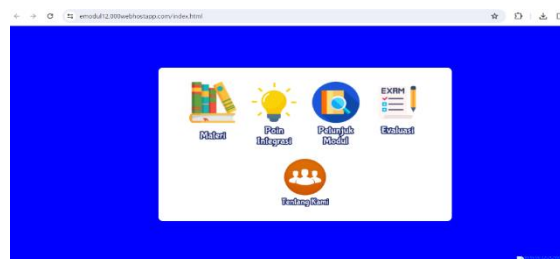 emodul12.000webhostapp.com/index.html
EXAM
Materi
Poin
Integrasi
Petunjuk
Modul
Evaluasi
Tentang Kami